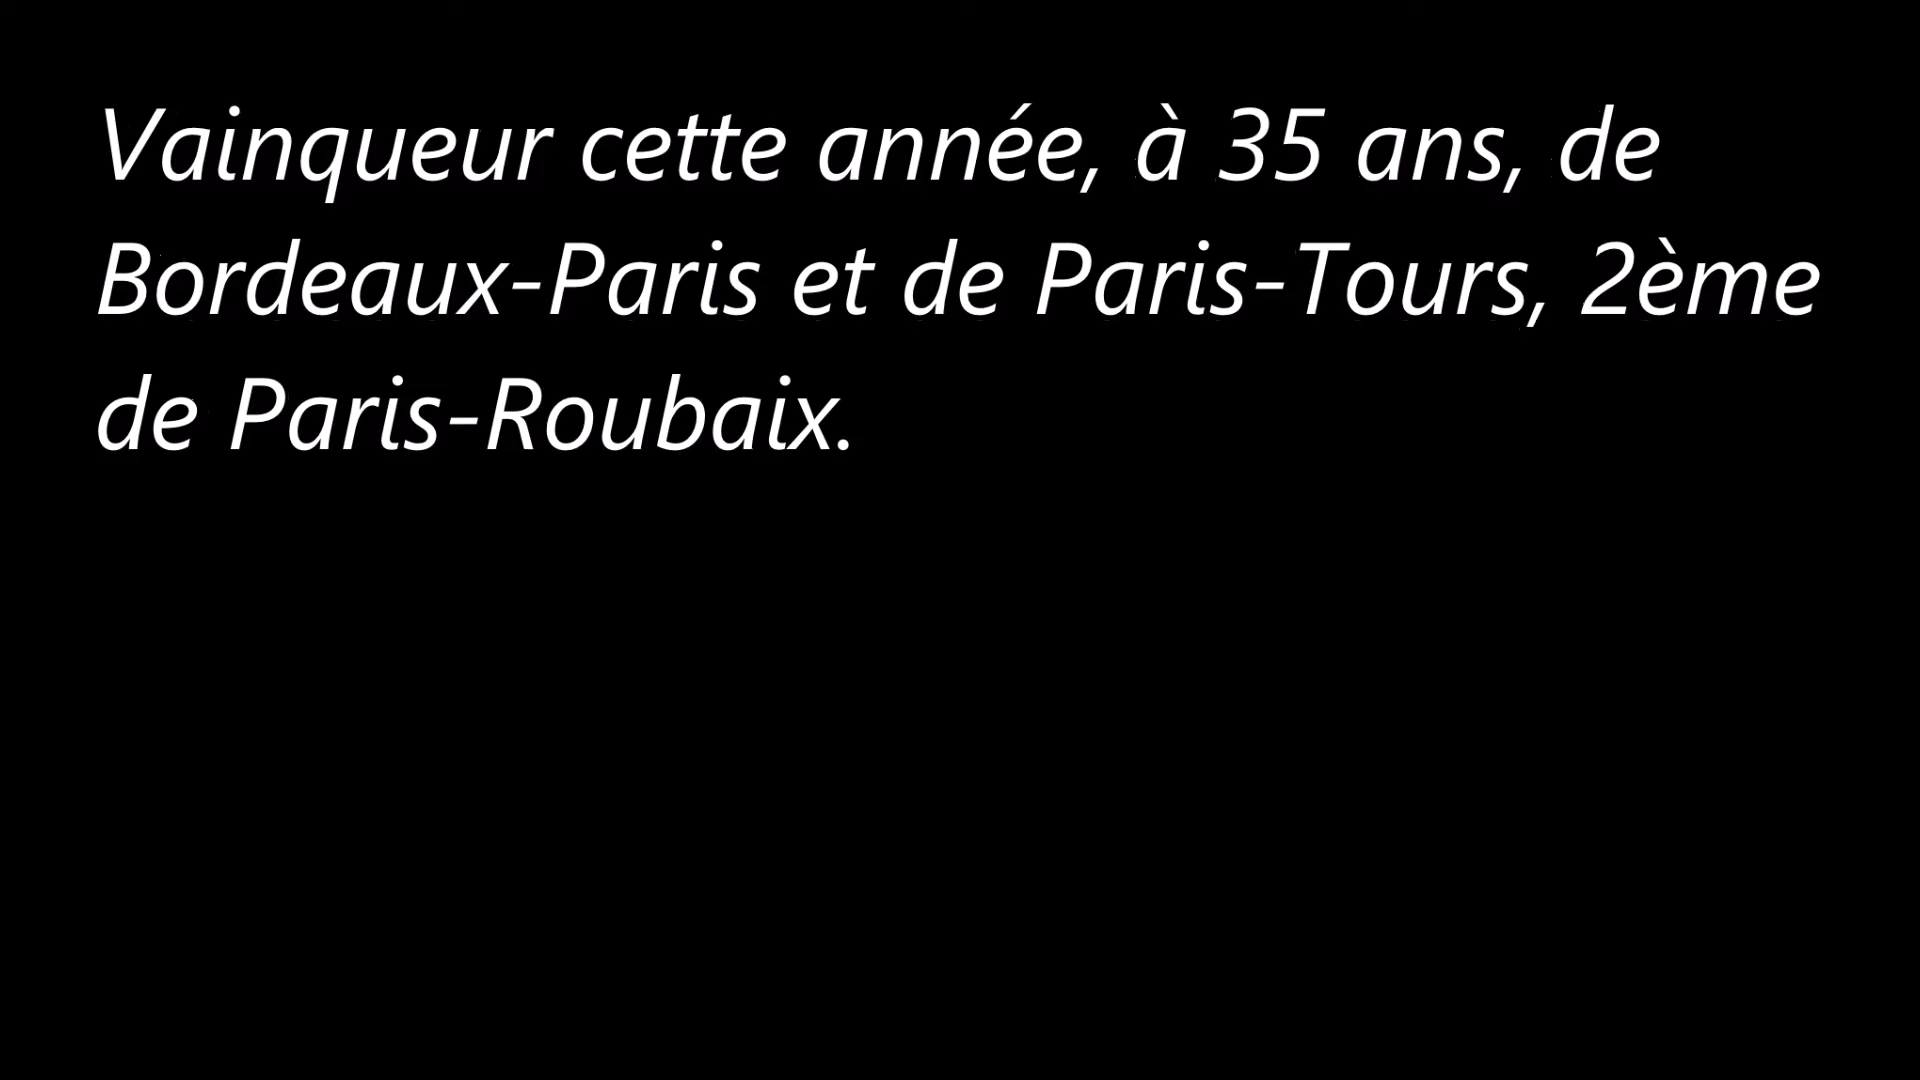 Vainqueur cette année, à 35 ans, de
Bordeaux-Paris et de Paris-Tours, 2ème
de Paris-Roubaix.